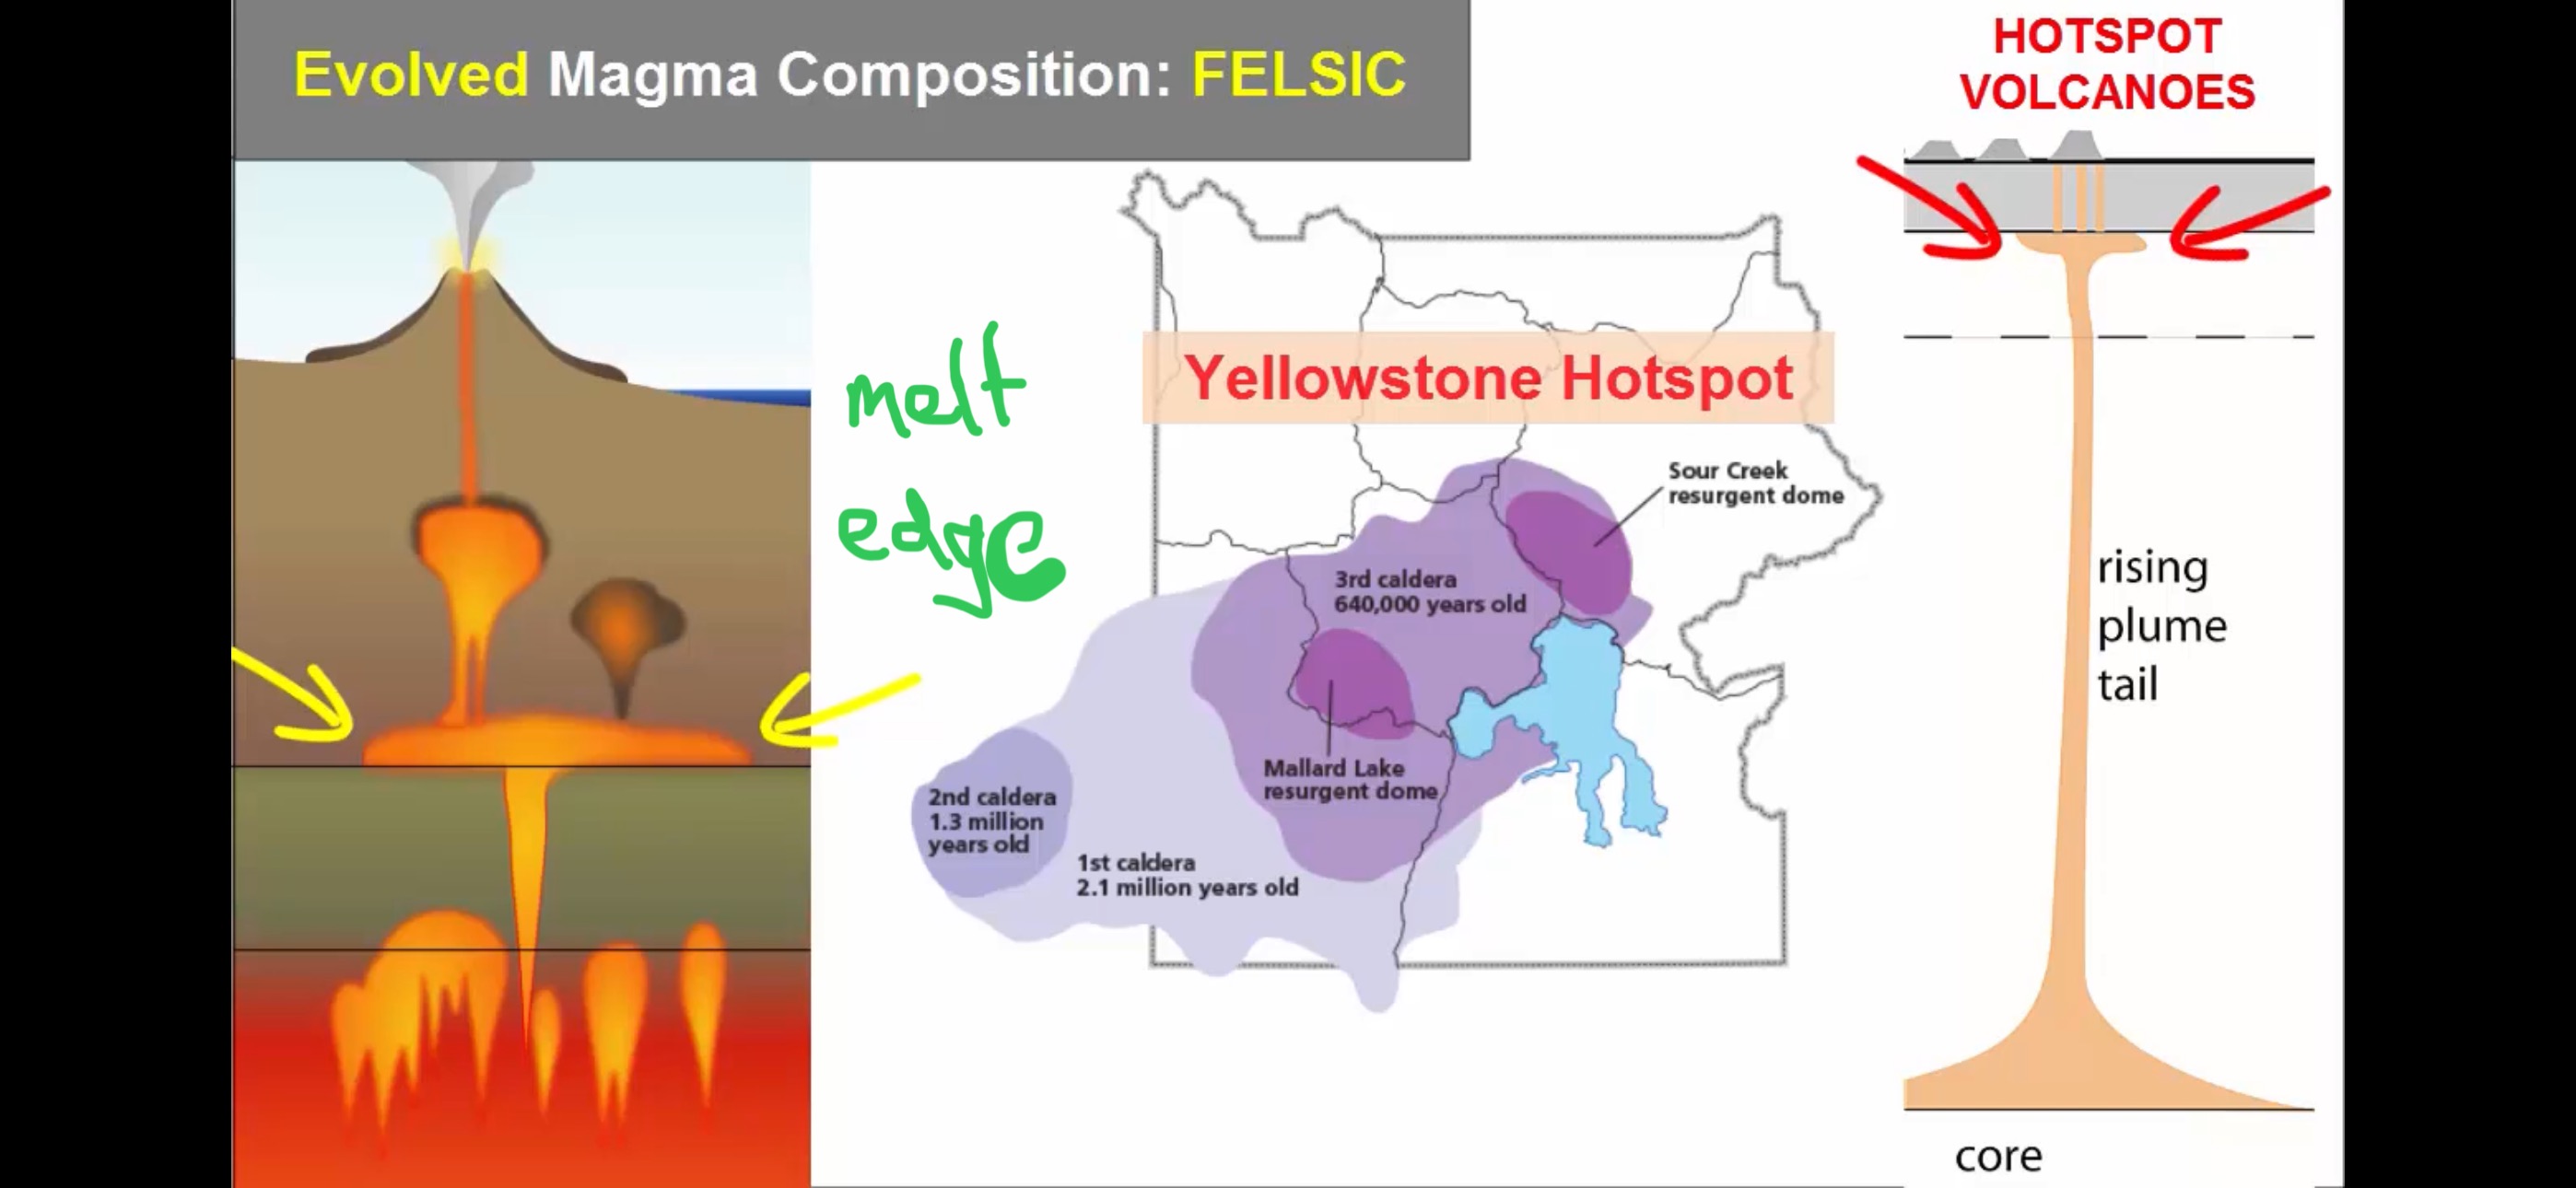 Evolved Magma Composition: FELSIC
HOTSPOT
VOLCANOES
melt
edge
Yellowstone Hotspot
Sour Creek
resurgent dome
3rd caldera
640,000 years old
Mallard Lake
resurgent dome
2nd caldera
1.3 million
years old
1st caldera
2.1 million years old
rising
plume
tail
core